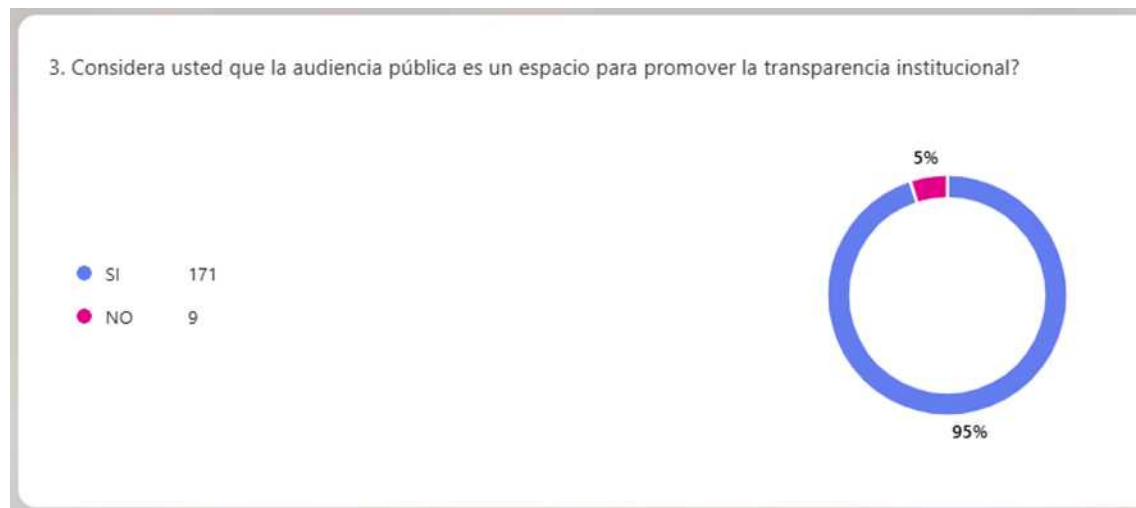 3. Considera usted que la audiencia pública es un espacio para promover la transparencia institucional?
5%
SI 171
NO 9
95%